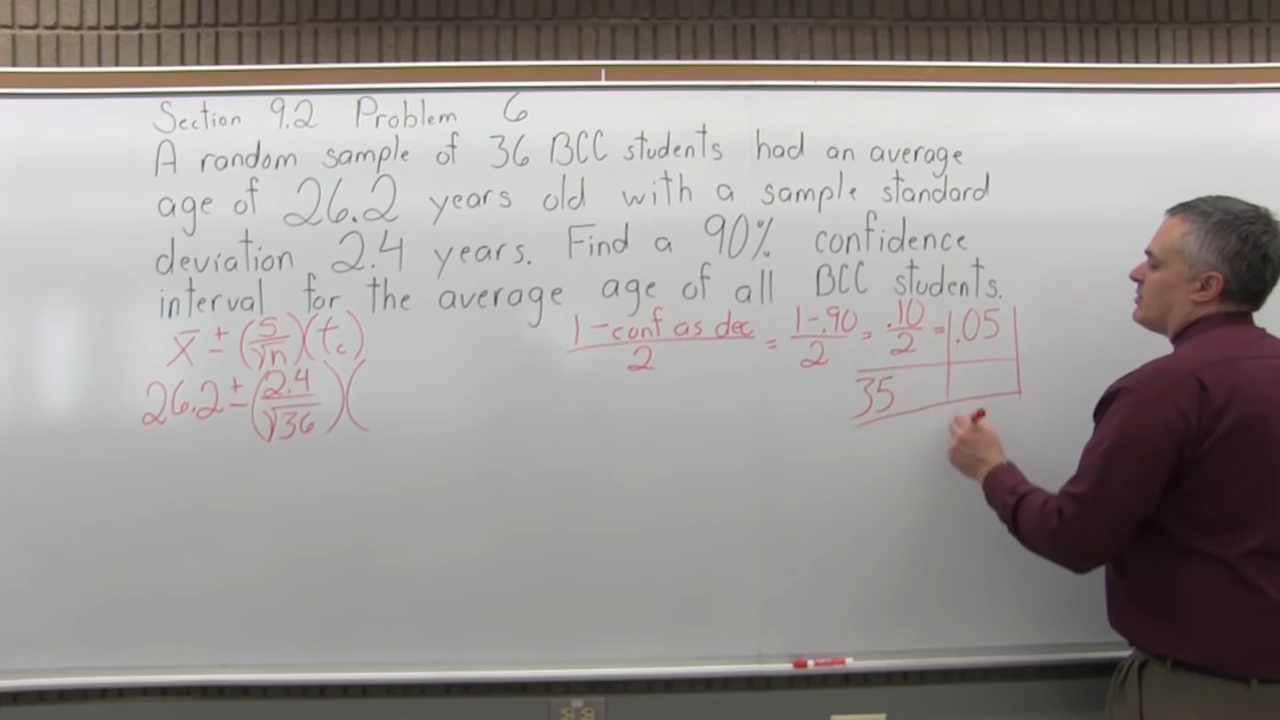 Section 9.2 Problem 6
A random sample of 36 BCC students had an average
age of 26.2 years old with a sample standard
deviation 2.4 years. Find a 90% confidence
interval for the average age of all BCC students.
x̄ ± (s/√n)(t_c)
26.2 ± (2.4/√36)(
(1-conf as dec)/2 = (1-.90)/2 = .10/2 = .05
35